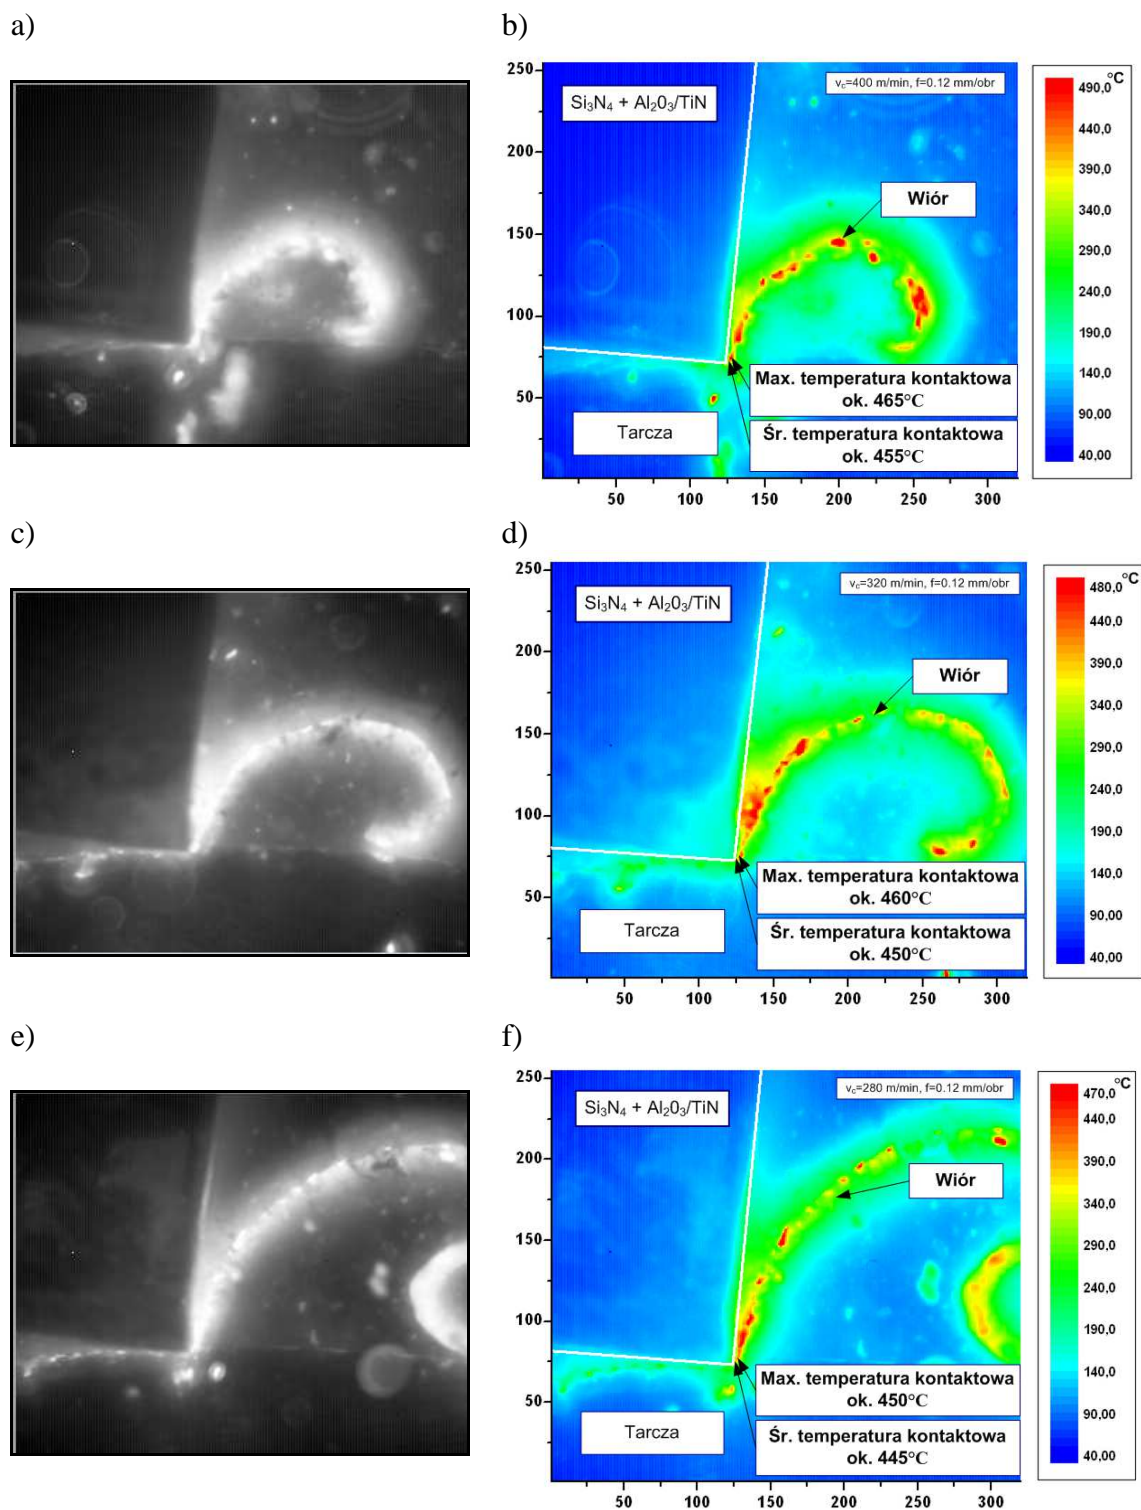 a)
b)
250
200
150
100
50
50
100
150
200
250
300
v_c=400 m/min, f=0.12 mm/obr
Si₃N₄ + Al₂0₃/TiN
Wiór
Max. temperatura kontaktowa
ok. 465°C
Śr. temperatura kontaktowa
ok. 455°C
Tarcza
°C
490,0
440,0
390,0
340,0
290,0
240,0
190,0
140,0
90,00
40,00
c)
d)
250
200
150
100
50
50
100
150
200
250
300
v_c=320 m/min, f=0.12 mm/obr
Si₃N₄ + Al₂0₃/TiN
Wiór
Max. temperatura kontaktowa
ok. 460°C
Śr. temperatura kontaktowa
ok. 450°C
Tarcza
°C
480,0
440,0
390,0
340,0
290,0
240,0
190,0
140,0
90,00
40,00
e)
f)
250
200
150
100
50
50
100
150
200
250
300
v_c=280 m/min, f=0.12 mm/obr
Si₃N₄ + Al₂0₃/TiN
Wiór
Max. temperatura kontaktowa
ok. 450°C
Śr. temperatura kontaktowa
ok. 445°C
Tarcza
°C
470,0
440,0
390,0
340,0
290,0
240,0
190,0
140,0
90,00
40,00